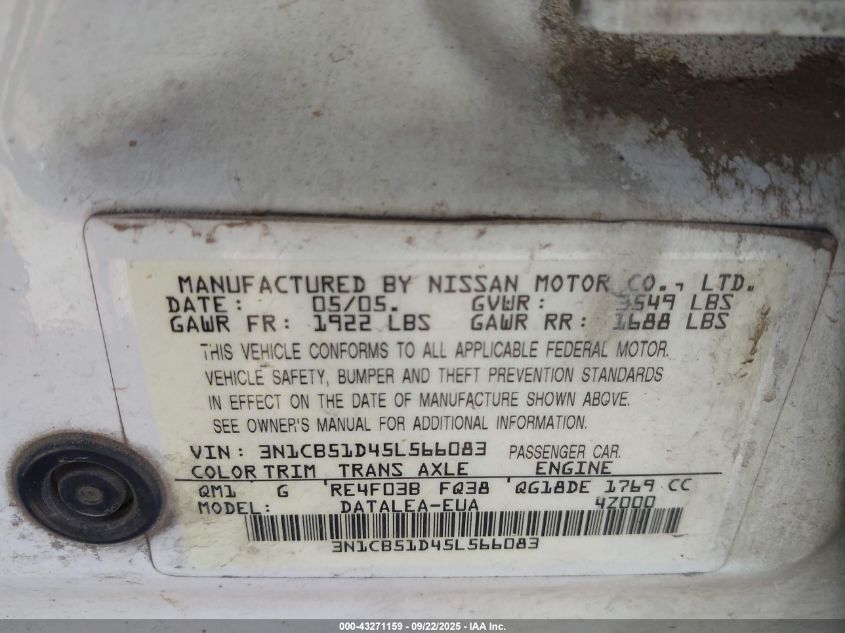 MANUFACTURED BY NISSAN MOTOR CO., LTD.
DATE: 05/05. GVWR: 3549 LBS
GAWR FR: 1922 LBS GAWR RR: 1688 LBS
THIS VEHICLE CONFORMS TO ALL APPLICABLE FEDERAL MOTOR.
VEHICLE SAFETY, BUMPER AND THEFT PREVENTION STANDARDS
IN EFFECT ON THE DATE OF MANUFACTURE SHOWN ABOVE.
SEE OWNER'S MANUAL FOR ADDITIONAL INFORMATION.
VIN: 3N1CB51D45L566083 PASSENGER CAR.
COLOR TRIM TRANS AXLE ENGINE
QM1 G RE4F03B FQ38 QG18DE 1769 CC
MODEL: DATALEA-EUA 4Z000
3N1CB51D45L566083
000-43271159 - 09/22/2025 - IAA Inc.